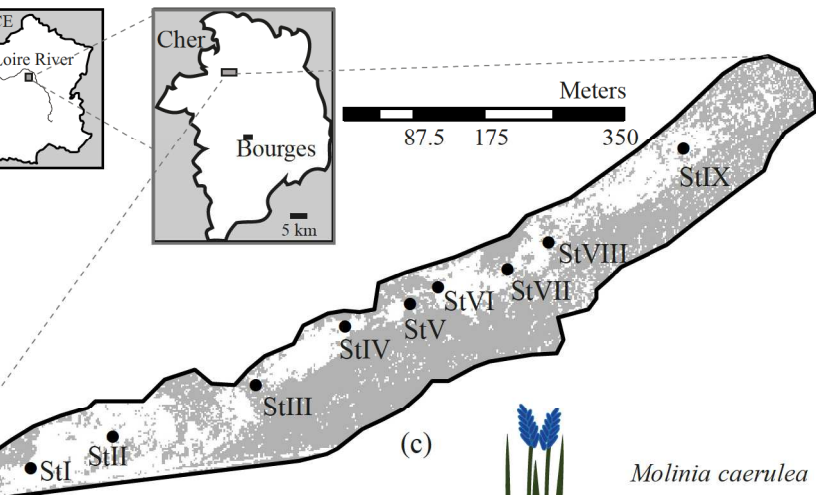 CE
Loire River
Cher
Bourges
5 km
Meters
87.5 175 350
StIX
StVIII
StVII
StVI
StV
StIV
StIII
StII
StI
(c)
Molinia caerulea